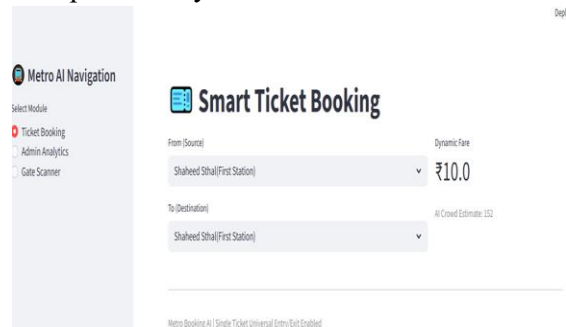 Depl
Metro AI Navigation
Select Module
Ticket Booking
Admin Analytics
Gate Scanner
Smart Ticket Booking
From (Source)
Shaheed Sthal(First Station)
To (Destination)
Shaheed Sthal(First Station)
Dynamic Fare
₹10.0
AI Crowd Estimate: 152
Metro Booking AI | Single Ticket Universal Entry/Exit Enabled